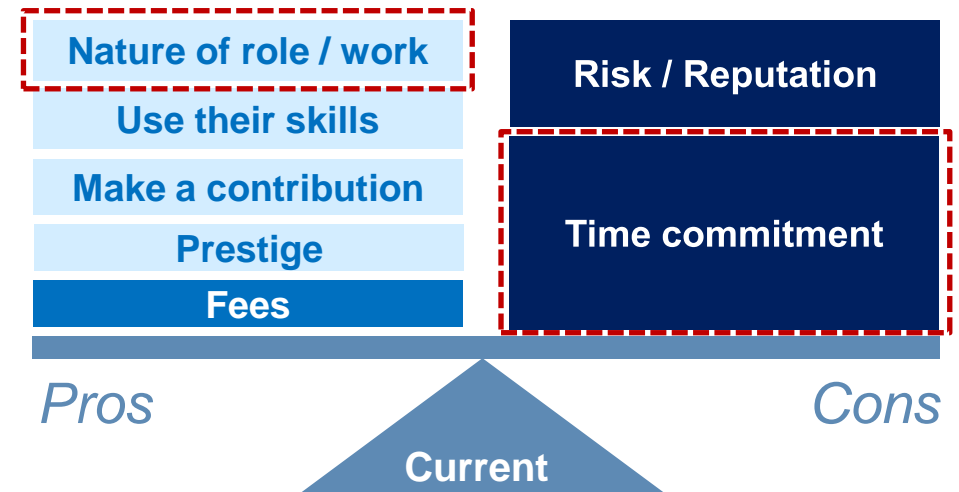 Nature of role / work
Use their skills
Make a contribution
Prestige
Fees
Risk / Reputation
Time commitment
Pros
Cons
Current